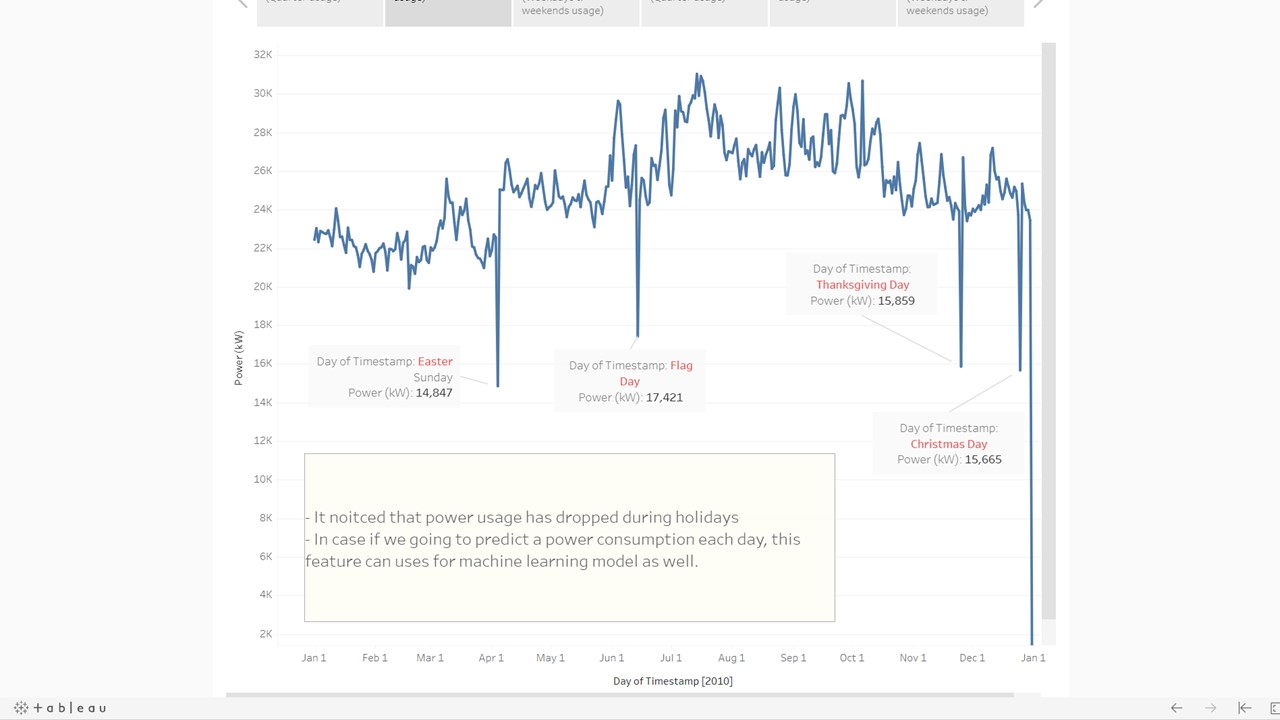 (Quarter usage)
usage)
(Weekdays &
weekends usage)
(Quarter usage)
usage)
(Weekdays &
weekends usage)
32K
30K
28K
26K
24K
22K
20K
18K
16K
14K
12K
10K
8K
6K
4K
2K
Power (kW)
Day of Timestamp:
Thanksgiving Day
Power (kW): 15,859
Day of Timestamp: Easter
Sunday
Power (kW): 14,847
Day of Timestamp: Flag
Day
Power (kW): 17,421
Day of Timestamp:
Christmas Day
Power (kW): 15,665
- It noitced that power usage has dropped during holidays
- In case if we going to predict a power consumption each day, this
feature can uses for machine learning model as well.
Jan 1 Feb 1 Mar 1 Apr 1 May 1 Jun 1 Jul 1 Aug 1 Sep 1 Oct 1 Nov 1 Dec 1 Jan 1
Day of Timestamp [2010]
tableau